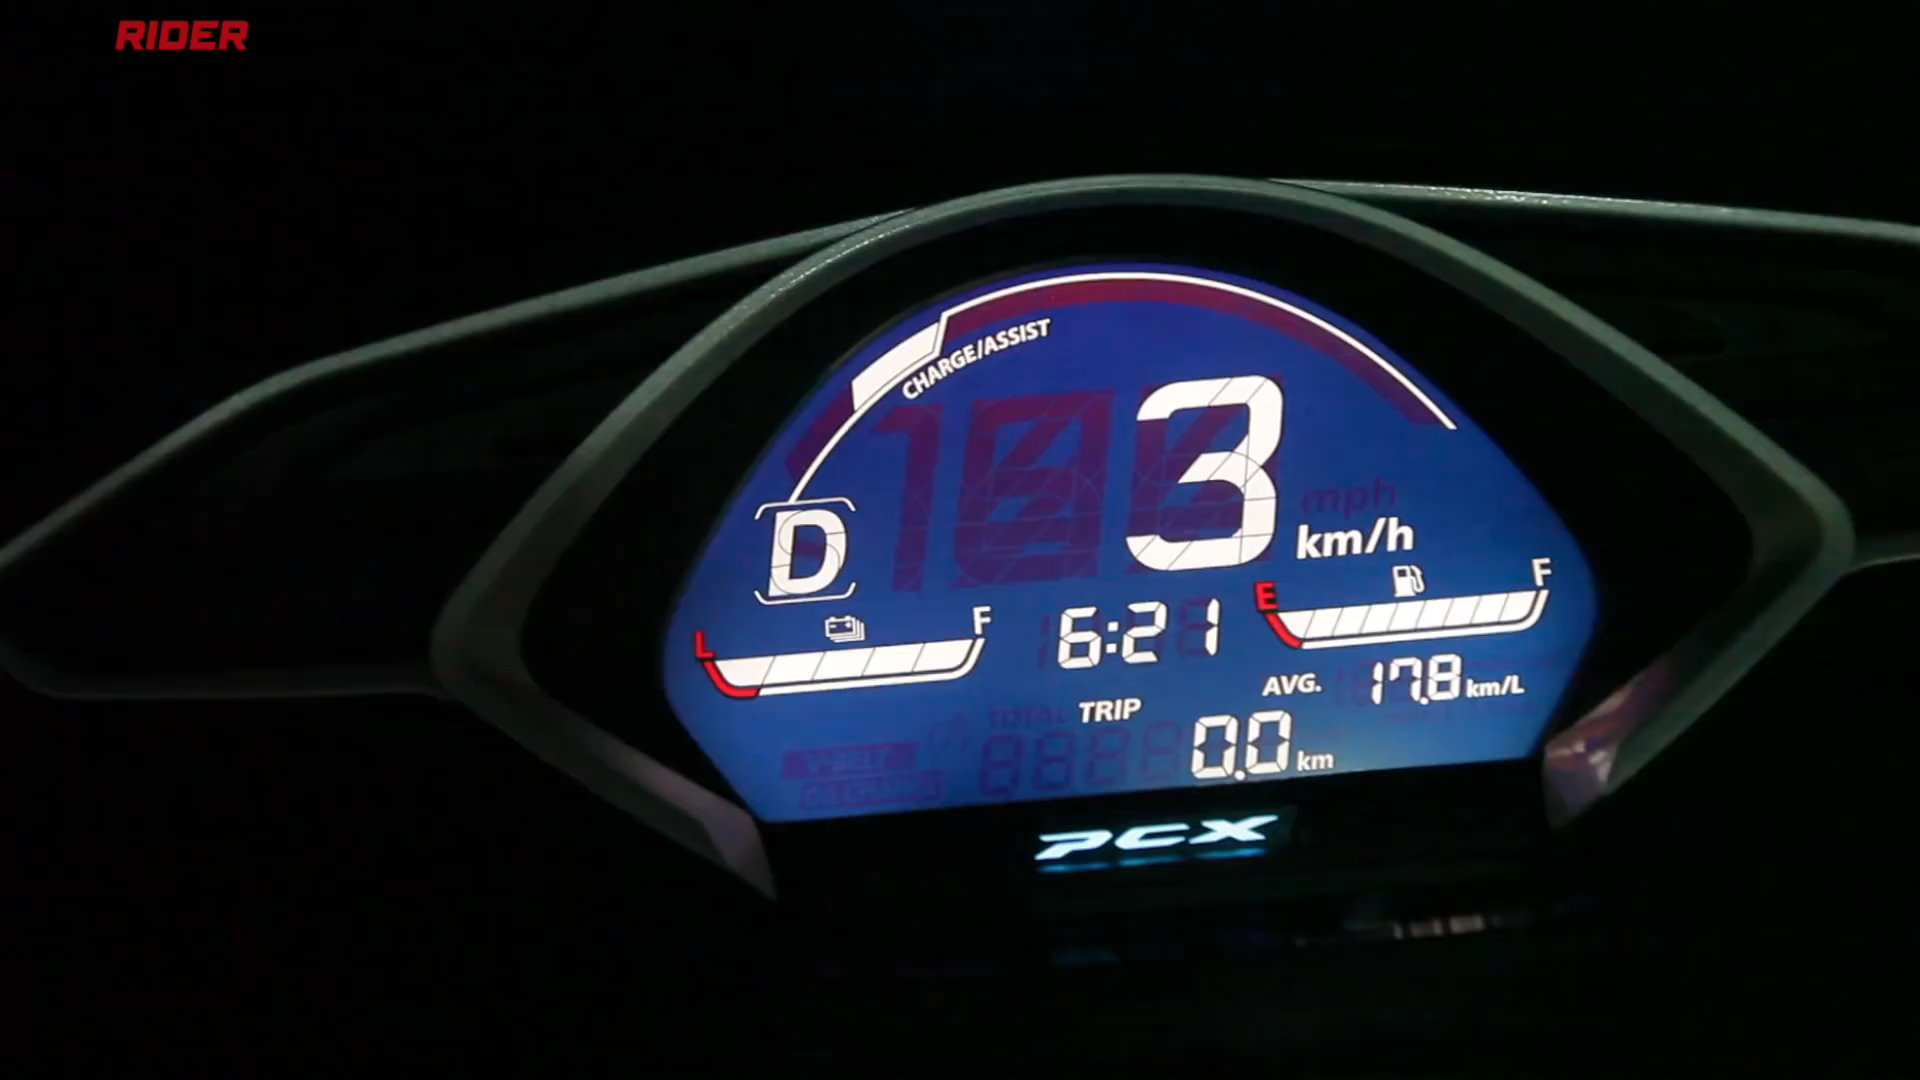 RIDER
CHARGE/ASSIST
3
mph
km/h
D
L
F
6:21
E
F
AVG. 17.8 km/L
TOTAL TRIP
0.0 km
PCX